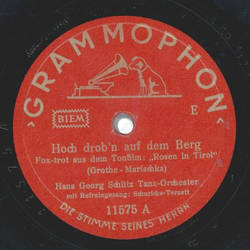 GRAMMOPHON
BIEM
E
Hoch drob'n auf dem Berg
Fox-trot aus dem Tonfilm: „Rosen in Tirol"
(Grothe - Marischka)
Hans Georg Schütz Tanz-Orchester
mit Refraingesang: Schuricke-Terzett
11575 A
„DIE STIMME SEINES HERRN"